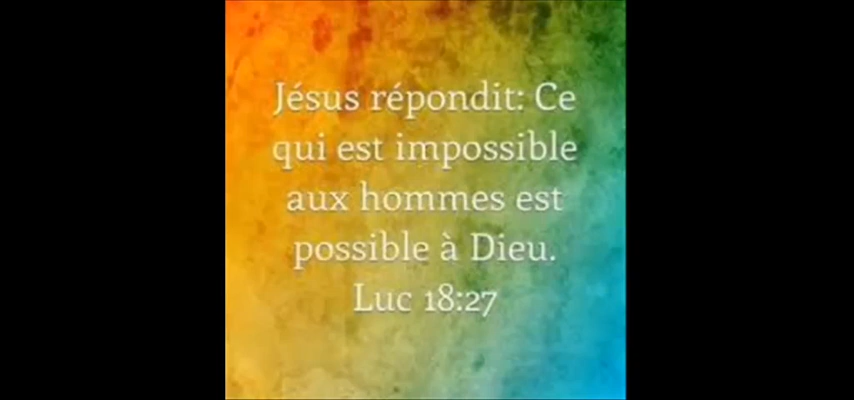 Jésus répondit: Ce
qui est impossible
aux hommes est
possible à Dieu.
Luc 18:27